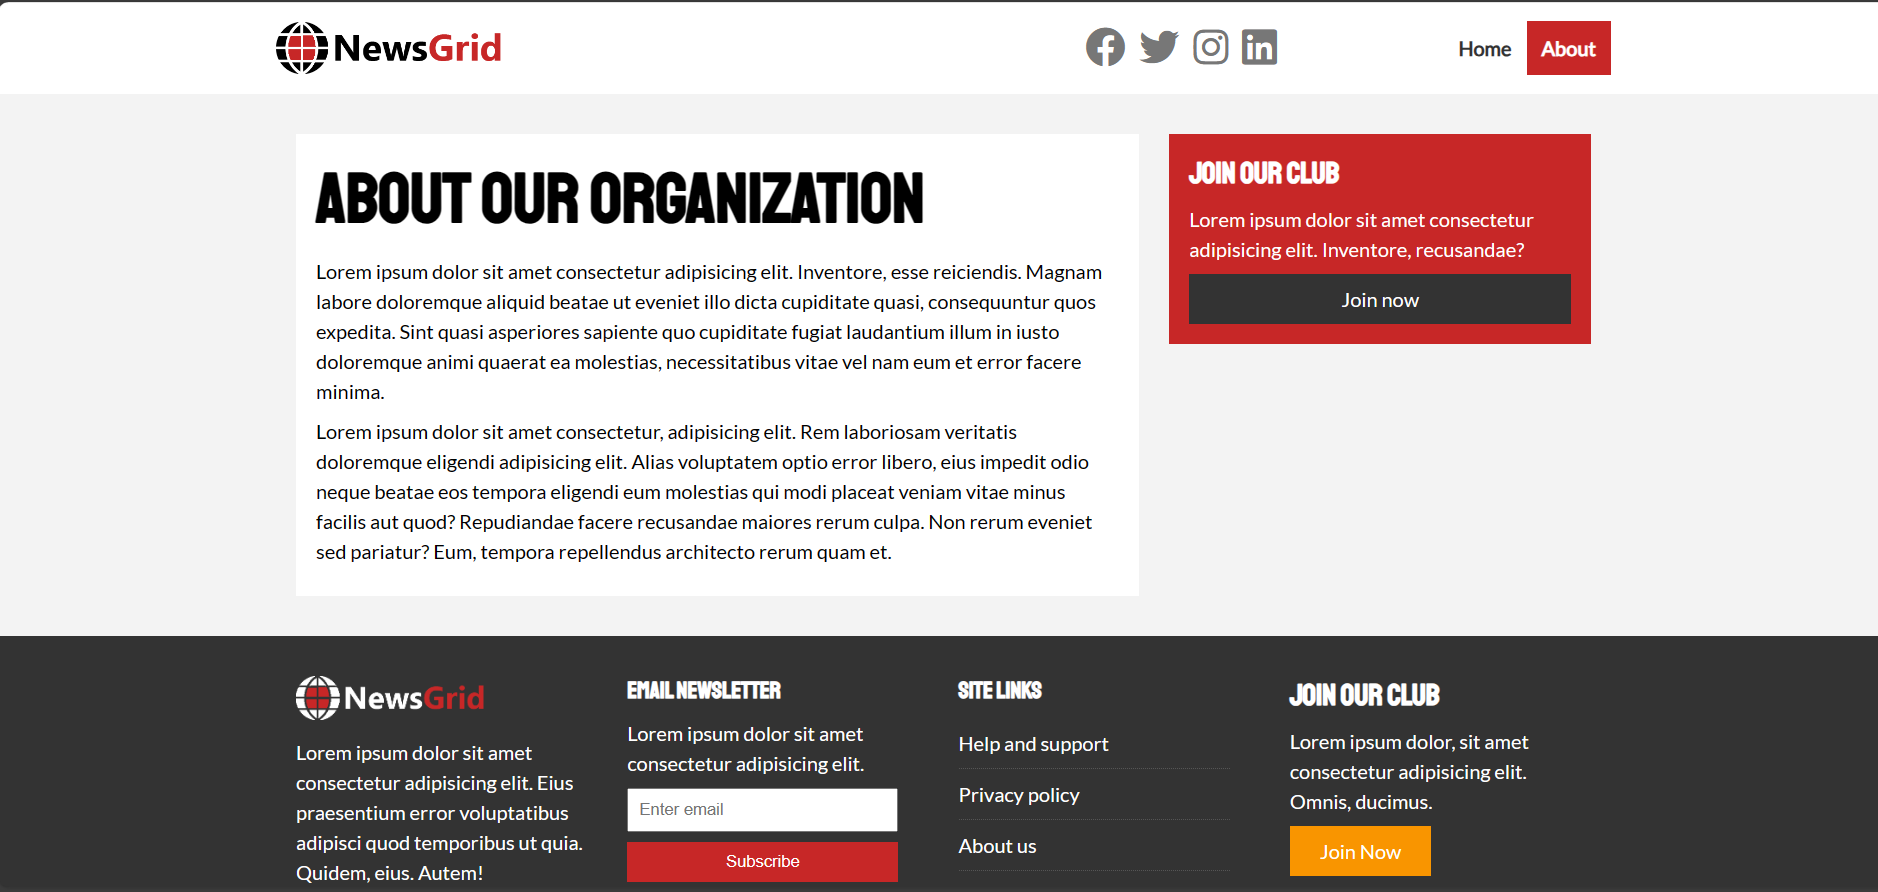 NewsGrid
Home
About
ABOUT OUR ORGANIZATION
Lorem ipsum dolor sit amet consectetur adipisicing elit. Inventore, esse reiciendis. Magnam
labore doloremque aliquid beatae ut eveniet illo dicta cupiditate quasi, consequuntur quos
expedita. Sint quasi asperiores sapiente quo cupiditate fugiat laudantium illum in iusto
doloremque animi quaerat ea molestias, necessitatibus vitae vel nam eum et error facere
minima.
Lorem ipsum dolor sit amet consectetur, adipisicing elit. Rem laboriosam veritatis
doloremque eligendi adipisicing elit. Alias voluptatem optio error libero, eius impedit odio
neque beatae eos tempora eligendi eum molestias qui modi placeat veniam vitae minus
facilis aut quod? Repudiandae facere recusandae maiores rerum culpa. Non rerum eveniet
sed pariatur? Eum, tempora repellendus architecto rerum quam et.
JOIN OUR CLUB
Lorem ipsum dolor sit amet consectetur
adipisicing elit. Inventore, recusandae?
Join now
NewsGrid
Lorem ipsum dolor sit amet
consectetur adipisicing elit. Eius
praesentium error voluptatibus
adipisci quod temporibus ut quia.
Quidem, eius. Autem!
EMAIL NEWSLETTER
Lorem ipsum dolor sit amet
consectetur adipisicing elit.
Enter email
Subscribe
SITE LINKS
Help and support
Privacy policy
About us
JOIN OUR CLUB
Lorem ipsum dolor, sit amet
consectetur adipisicing elit.
Omnis, ducimus.
Join Now